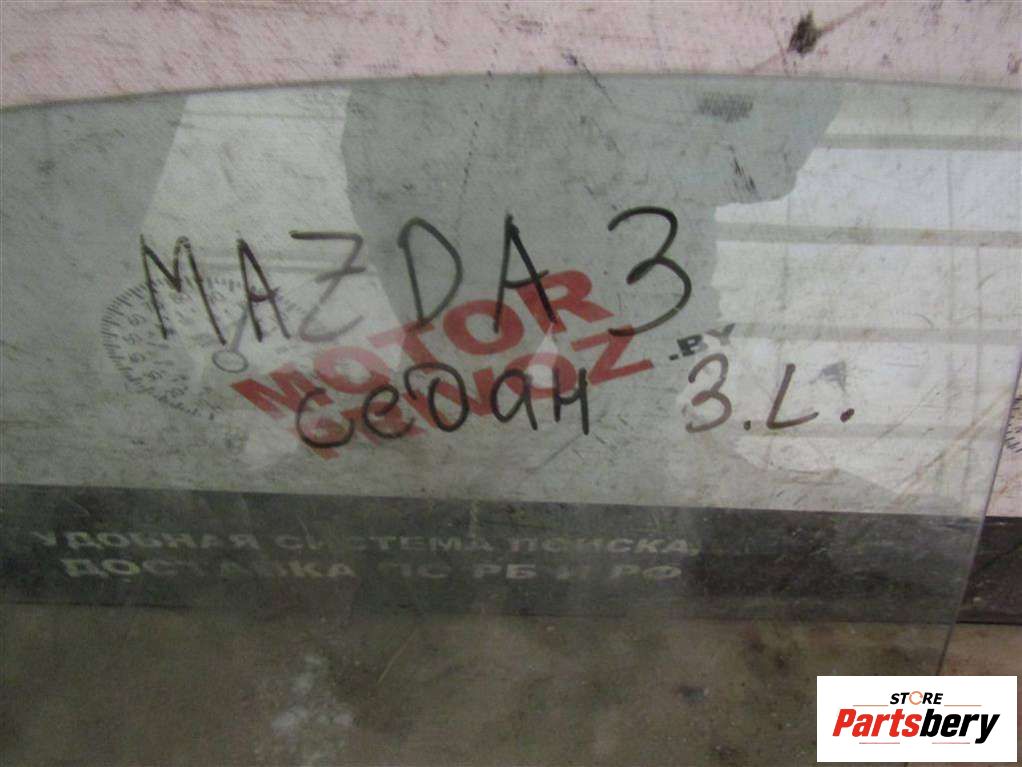 MAZDA 3
MOTOR
.BY
седан 3.L.
УДОБНАЯ СИСТЕМА ПОИСКА
ДОСТАВКА ПО РБ И РФ
STORE
Partsbery